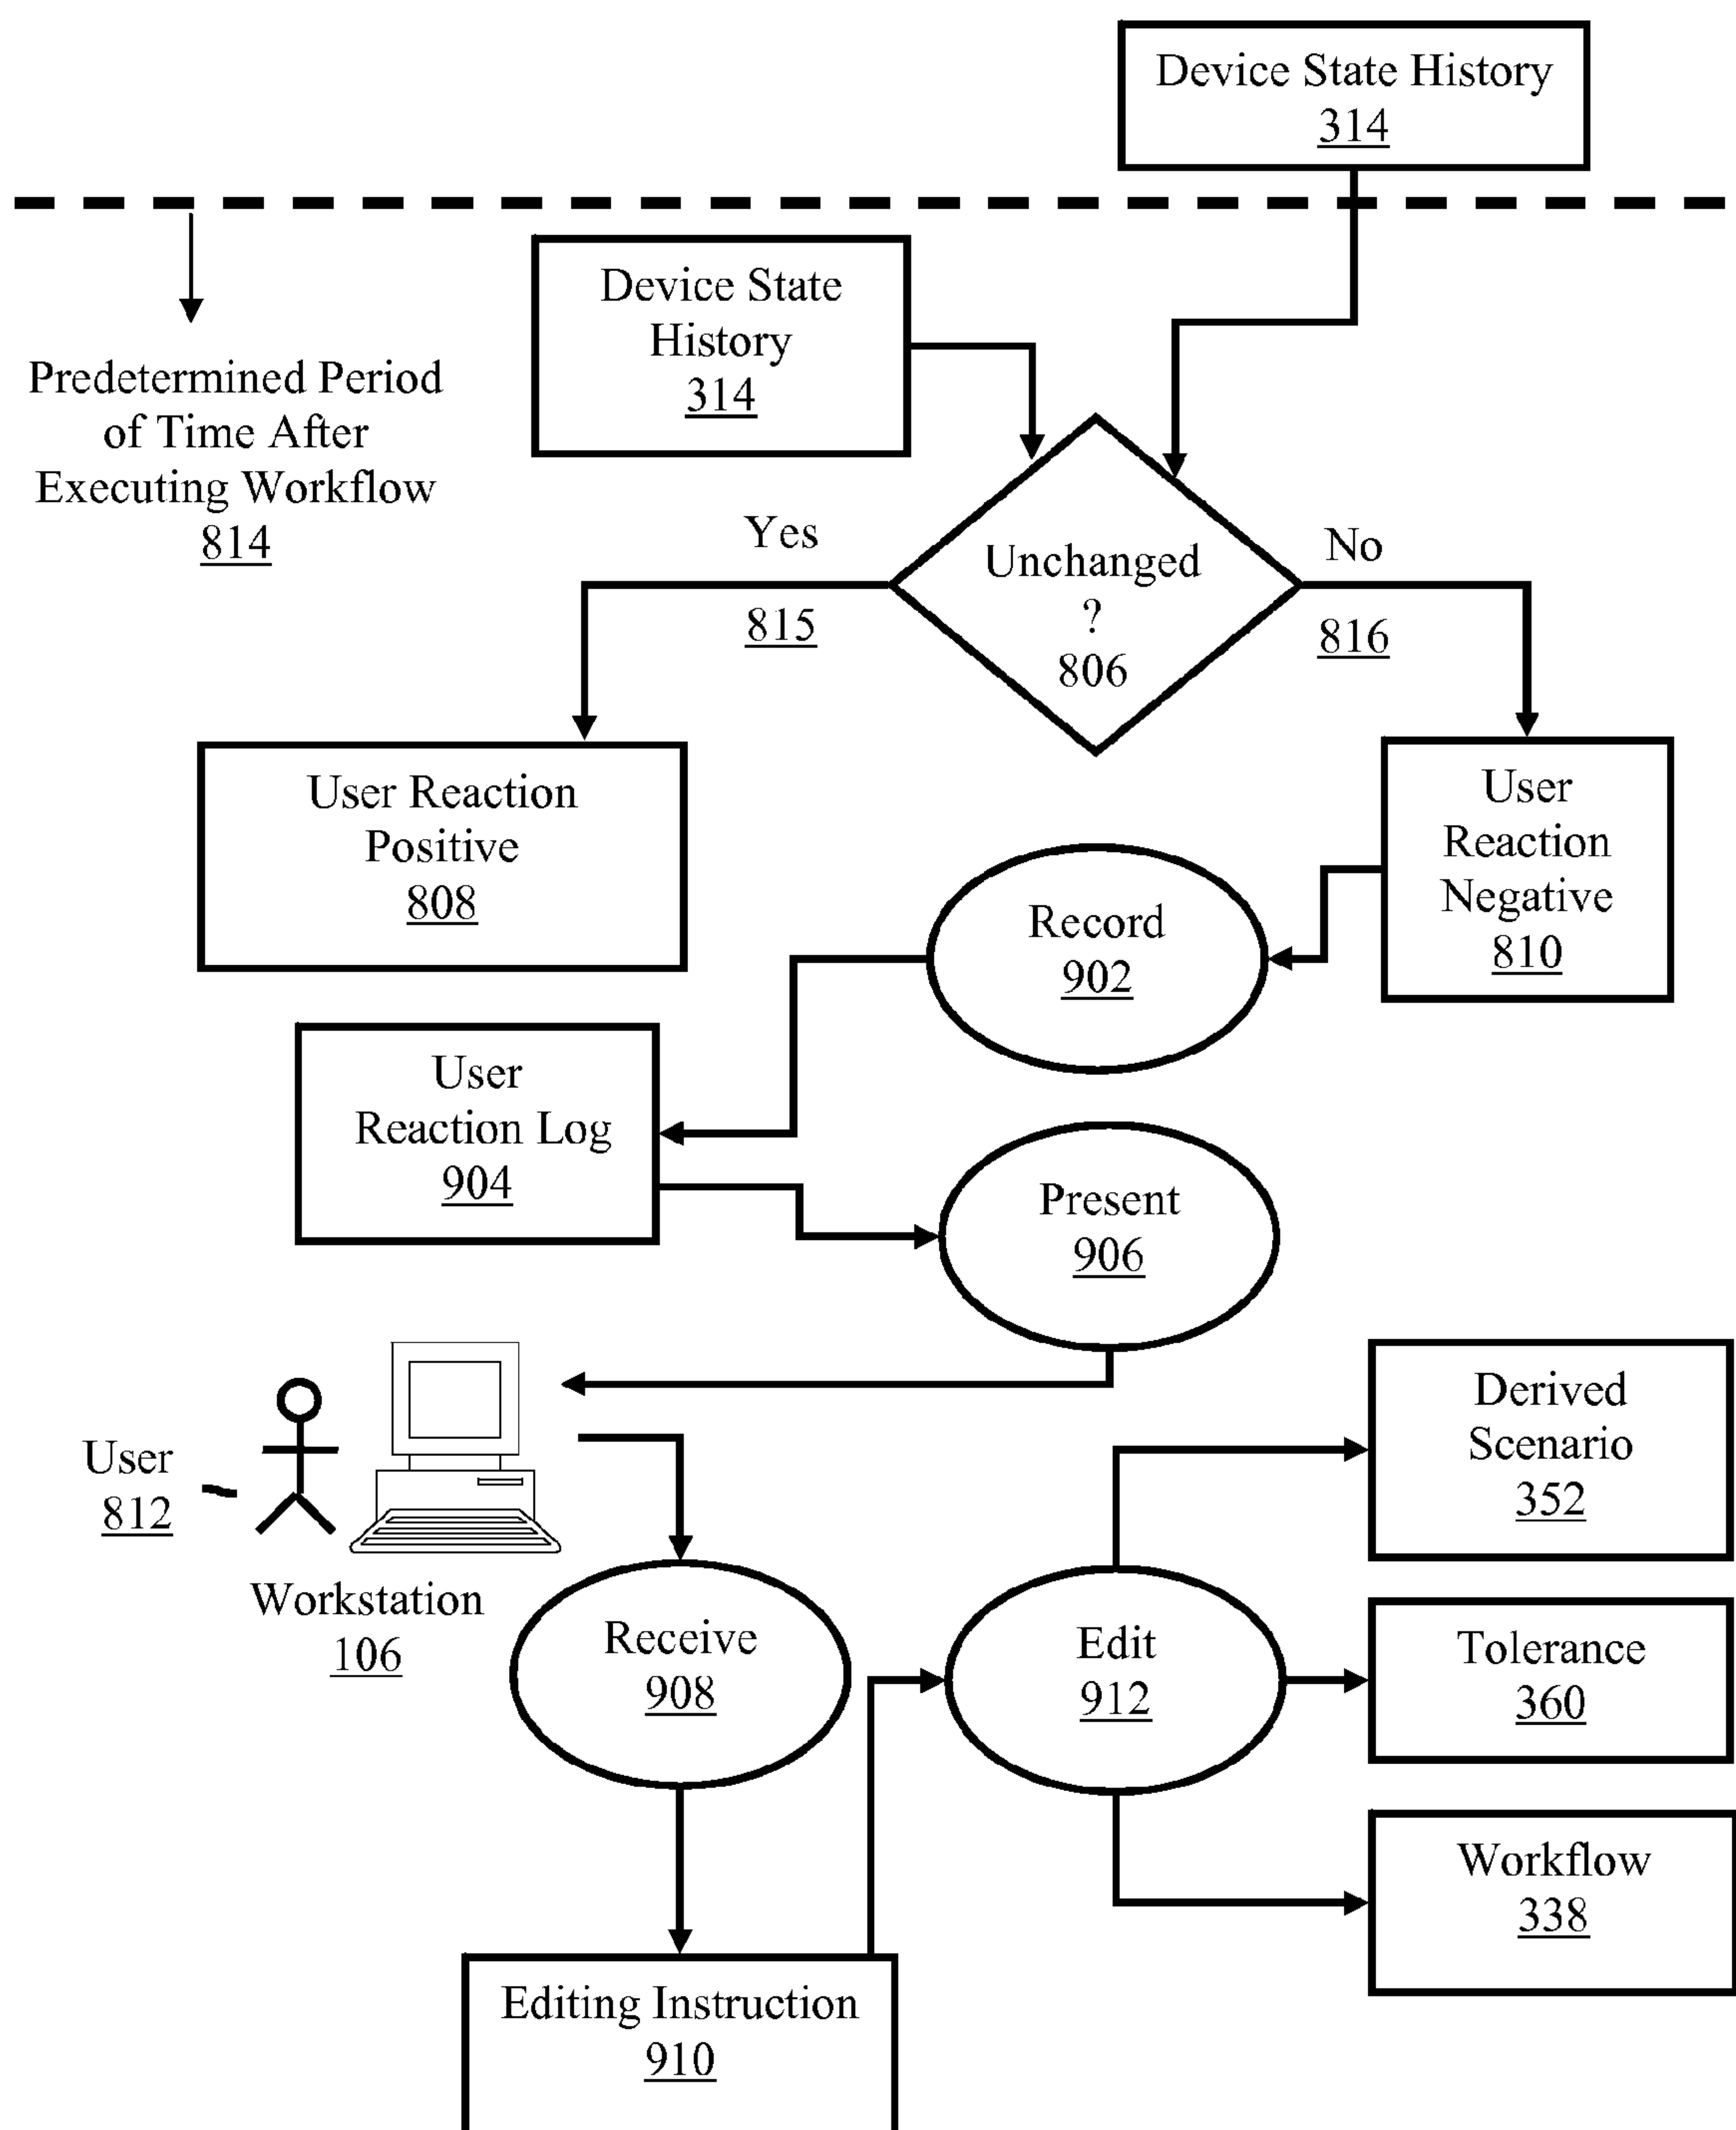 Device State History
314
Device State
History
314
Predetermined Period
of Time After
Executing Workflow
814
Yes
815
Unchanged
?
806
No
816
User Reaction
Positive
808
User
Reaction
Negative
810
Record
902
User
Reaction Log
904
Present
906
User
812
Workstation
106
Derived
Scenario
352
Receive
908
Edit
912
Tolerance
360
Workflow
338
Editing Instruction
910